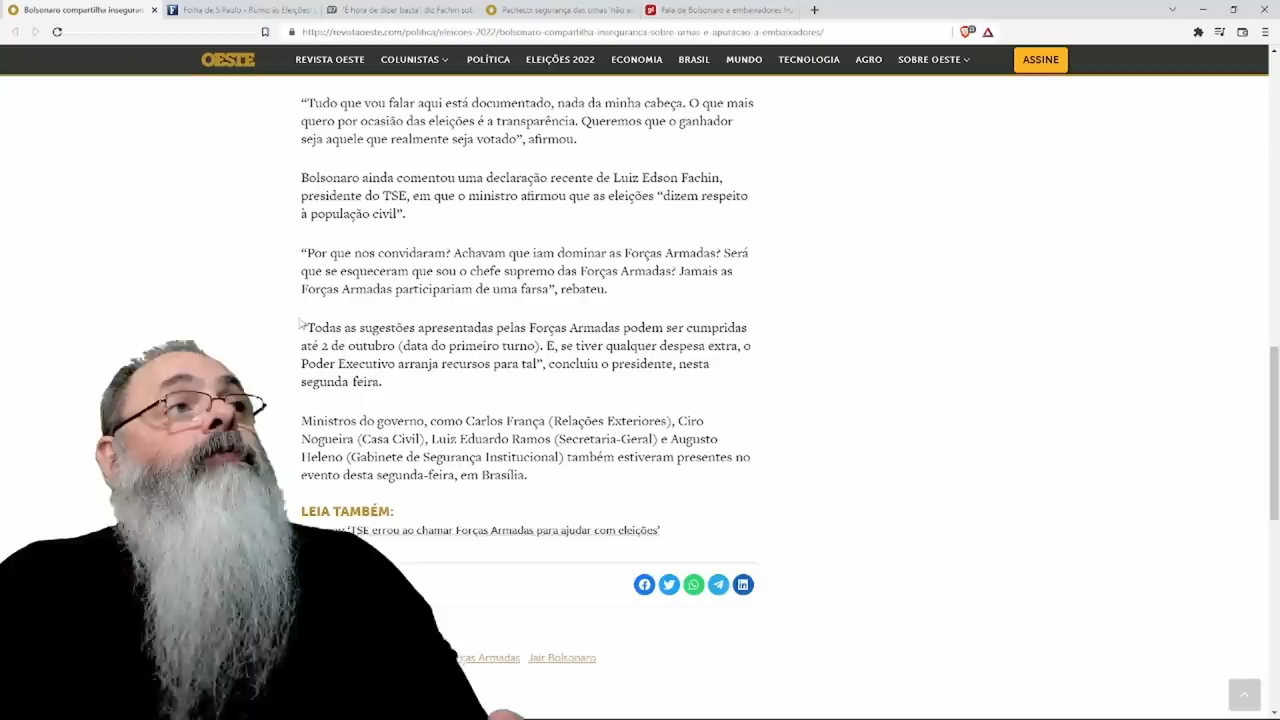 Bolsonaro compartilha inseguran
Folha de S.Paulo - Rumo às Eleições
'É hora de dizer basta', diz Fachin sob
Pacheco: segurança das urnas 'não
Fala de Bolsonaro a embaixadores
https://revistaoeste.com/politica/eleicoes-2022/bolsonaro-compartilha-inseguranca-sobre-urnas-e-apuracao-a-embaixadores/
OESTE
REVISTA OESTE COLUNISTAS POLÍTICA ELEIÇÕES 2022 ECONOMIA BRASIL MUNDO TECNOLOGIA AGRO SOBRE OESTE ASSINE
“Tudo que vou falar aqui está documentado, nada da minha cabeça. O que mais
quero por ocasião das eleições é a transparência. Queremos que o ganhador
seja aquele que realmente seja votado”, afirmou.
Bolsonaro ainda comentou uma declaração recente de Luiz Edson Fachin,
presidente do TSE, em que o ministro afirmou que as eleições “dizem respeito
à população civil”.
“Por que nos convidaram? Achavam que iam dominar as Forças Armadas? Será
que se esqueceram que sou o chefe supremo das Forças Armadas? Jamais as
Forças Armadas participariam de uma farsa”, rebateu.
“Todas as sugestões apresentadas pelas Forças Armadas podem ser cumpridas
até 2 de outubro (data do primeiro turno). E, se tiver qualquer despesa extra, o
Poder Executivo arranja recursos para tal”, concluiu o presidente, nesta
segunda feira.
Ministros do governo, como Carlos França (Relações Exteriores), Ciro
Nogueira (Casa Civil), Luiz Eduardo Ramos (Secretaria-Geral) e Augusto
Heleno (Gabinete de Segurança Institucional) também estiveram presentes no
evento desta segunda-feira, em Brasília.
LEIA TAMBÉM:
‘TSE errou ao chamar Forças Armadas para ajudar com eleições’
ças Armadas Jair Bolsonaro